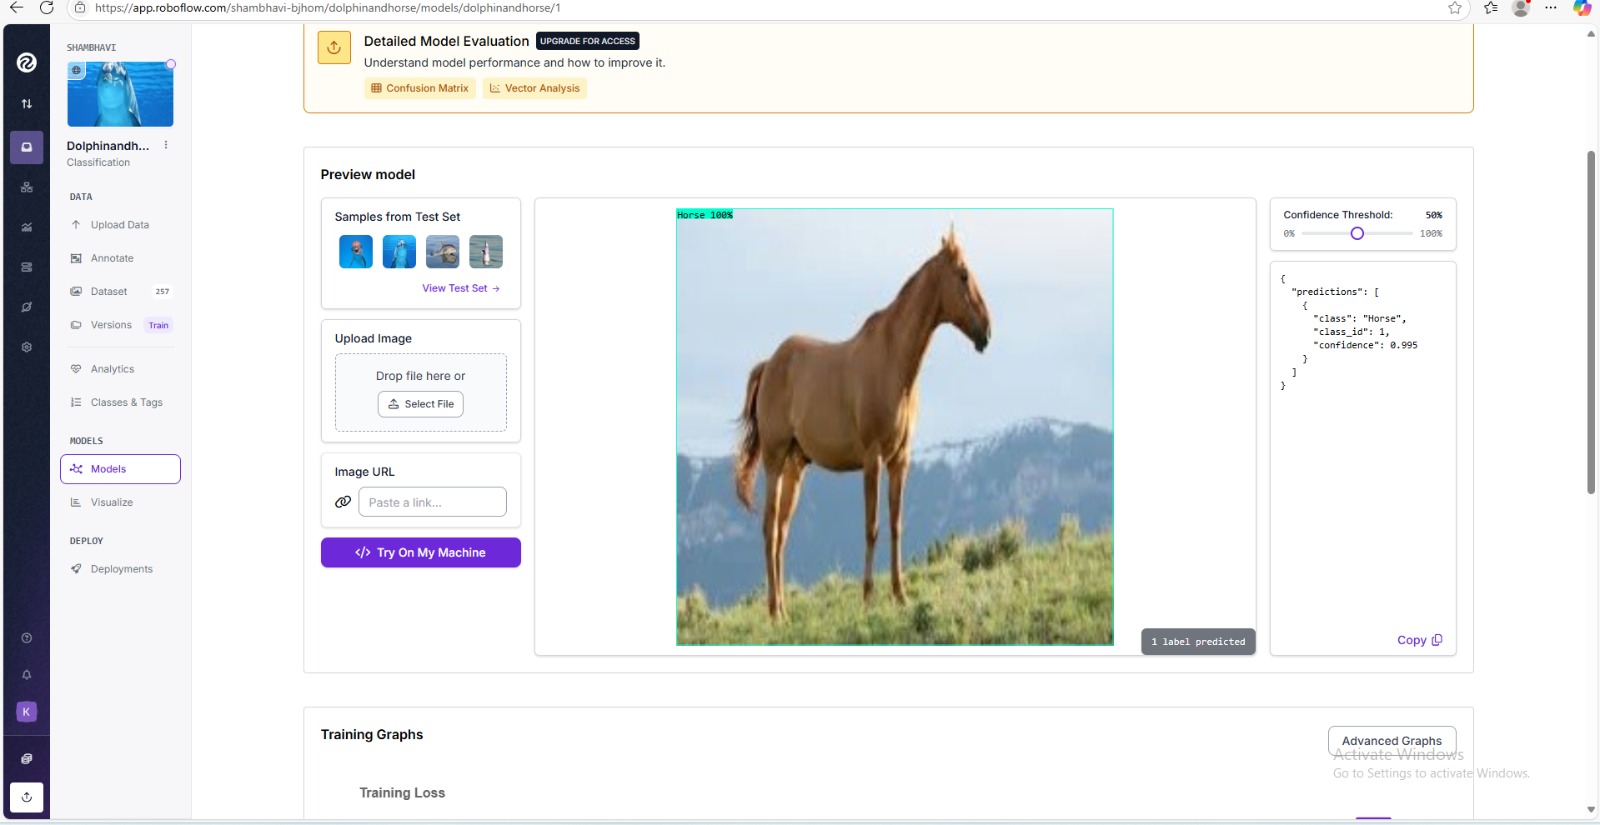 https://app.roboflow.com/shambhavi-bjhom/dolphinandhorse/models/dolphinandhorse/1
SHAMBHAVI
Dolphinandh...
Classification
DATA
Upload Data
Annotate
Dataset 257
Versions Train
Analytics
Classes & Tags
MODELS
Models
Visualize
DEPLOY
Deployments
K
Detailed Model Evaluation UPGRADE FOR ACCESS
Understand model performance and how to improve it.
Confusion Matrix Vector Analysis
Preview model
Samples from Test Set
View Test Set →
Upload Image
Drop file here or
Select File
Image URL
Paste a link...
</> Try On My Machine
Horse 100%
1 label predicted
Confidence Threshold: 50%
0% 100%
{
"predictions": [
{
"class": "Horse",
"class_id": 1,
"confidence": 0.995
}
]
}
Copy
Training Graphs
Advanced Graphs
Training Loss
Activate Windows
Go to Settings to activate Windows.